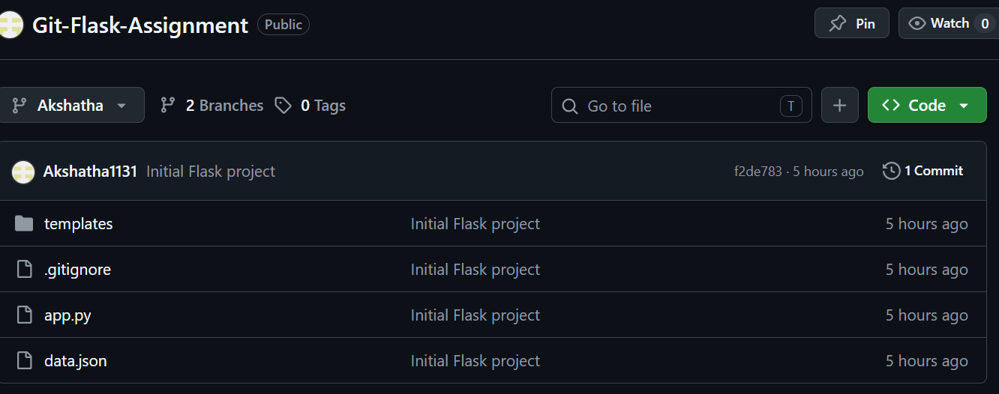 Git-Flask-Assignment Public Pin Watch 0
Akshatha 2 Branches 0 Tags Go to file T + Code
Akshatha1131 Initial Flask project f2de783 · 5 hours ago 1 Commit
templates Initial Flask project 5 hours ago
.gitignore Initial Flask project 5 hours ago
app.py Initial Flask project 5 hours ago
data.json Initial Flask project 5 hours ago